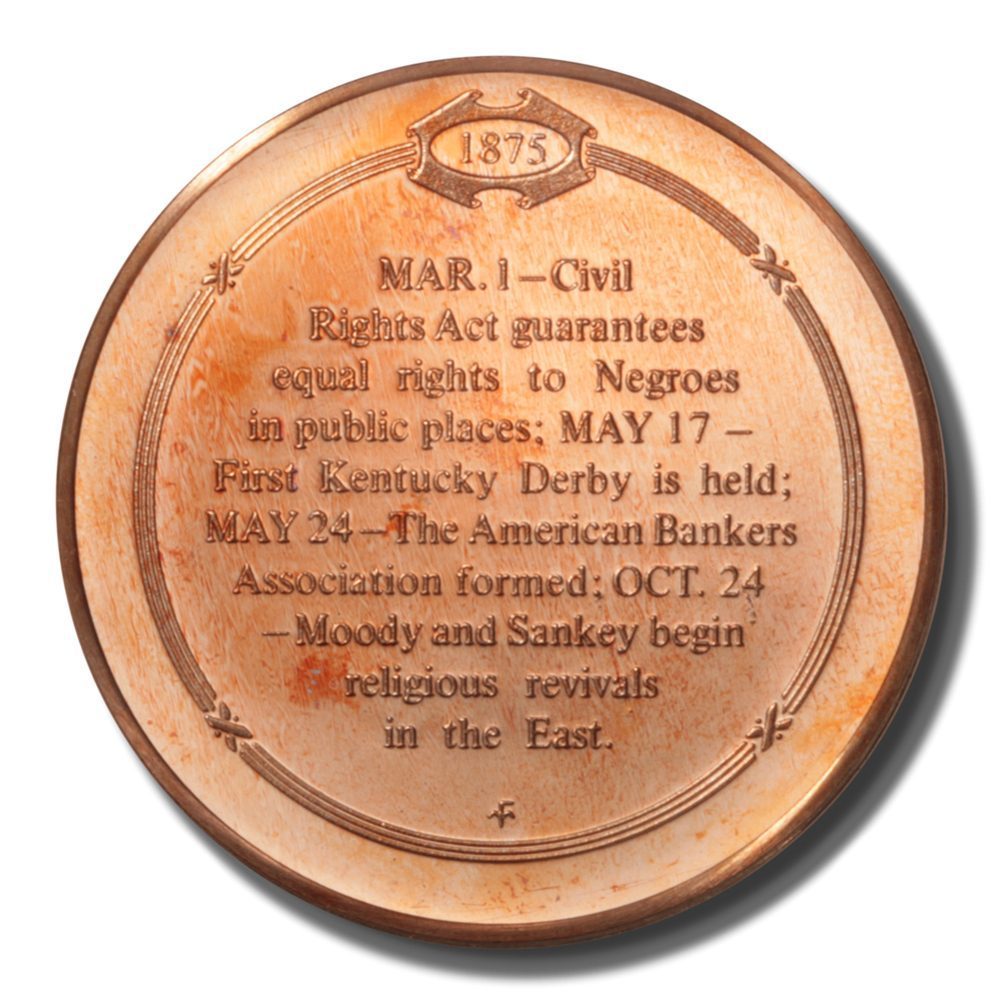 1875
MAR. 1–Civil
Rights Act guarantees
equal rights to Negroes
in public places; MAY 17 –
First Kentucky Derby is held;
MAY 24–The American Bankers
Association formed; OCT. 24
–Moody and Sankey begin
religious revivals
in the East.